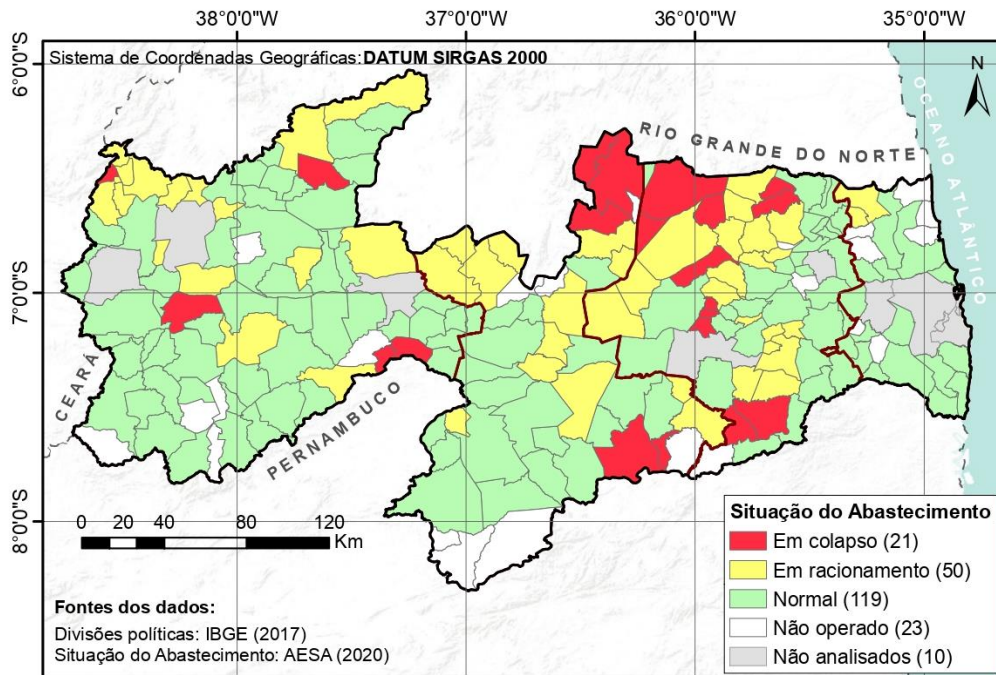 38°0'0"W 37°0'0"W 36°0'0"W 35°0'0"W
6°0'0"S
Sistema de Coordenadas Geográficas:DATUM SIRGAS 2000
N
RIO GRANDE DO NORTE
OCEANO ATLÂNTICO
7°0'0"S
CEARÁ
PERNAMBUCO
8°0'0"S
0 20 40 80 120
Km
Fontes dos dados:
Divisões políticas: IBGE (2017)
Situação do Abastecimento: AESA (2020)
Situação do Abastecimento
Em colapso (21)
Em racionamento (50)
Normal (119)
Não operado (23)
Não analisados (10)